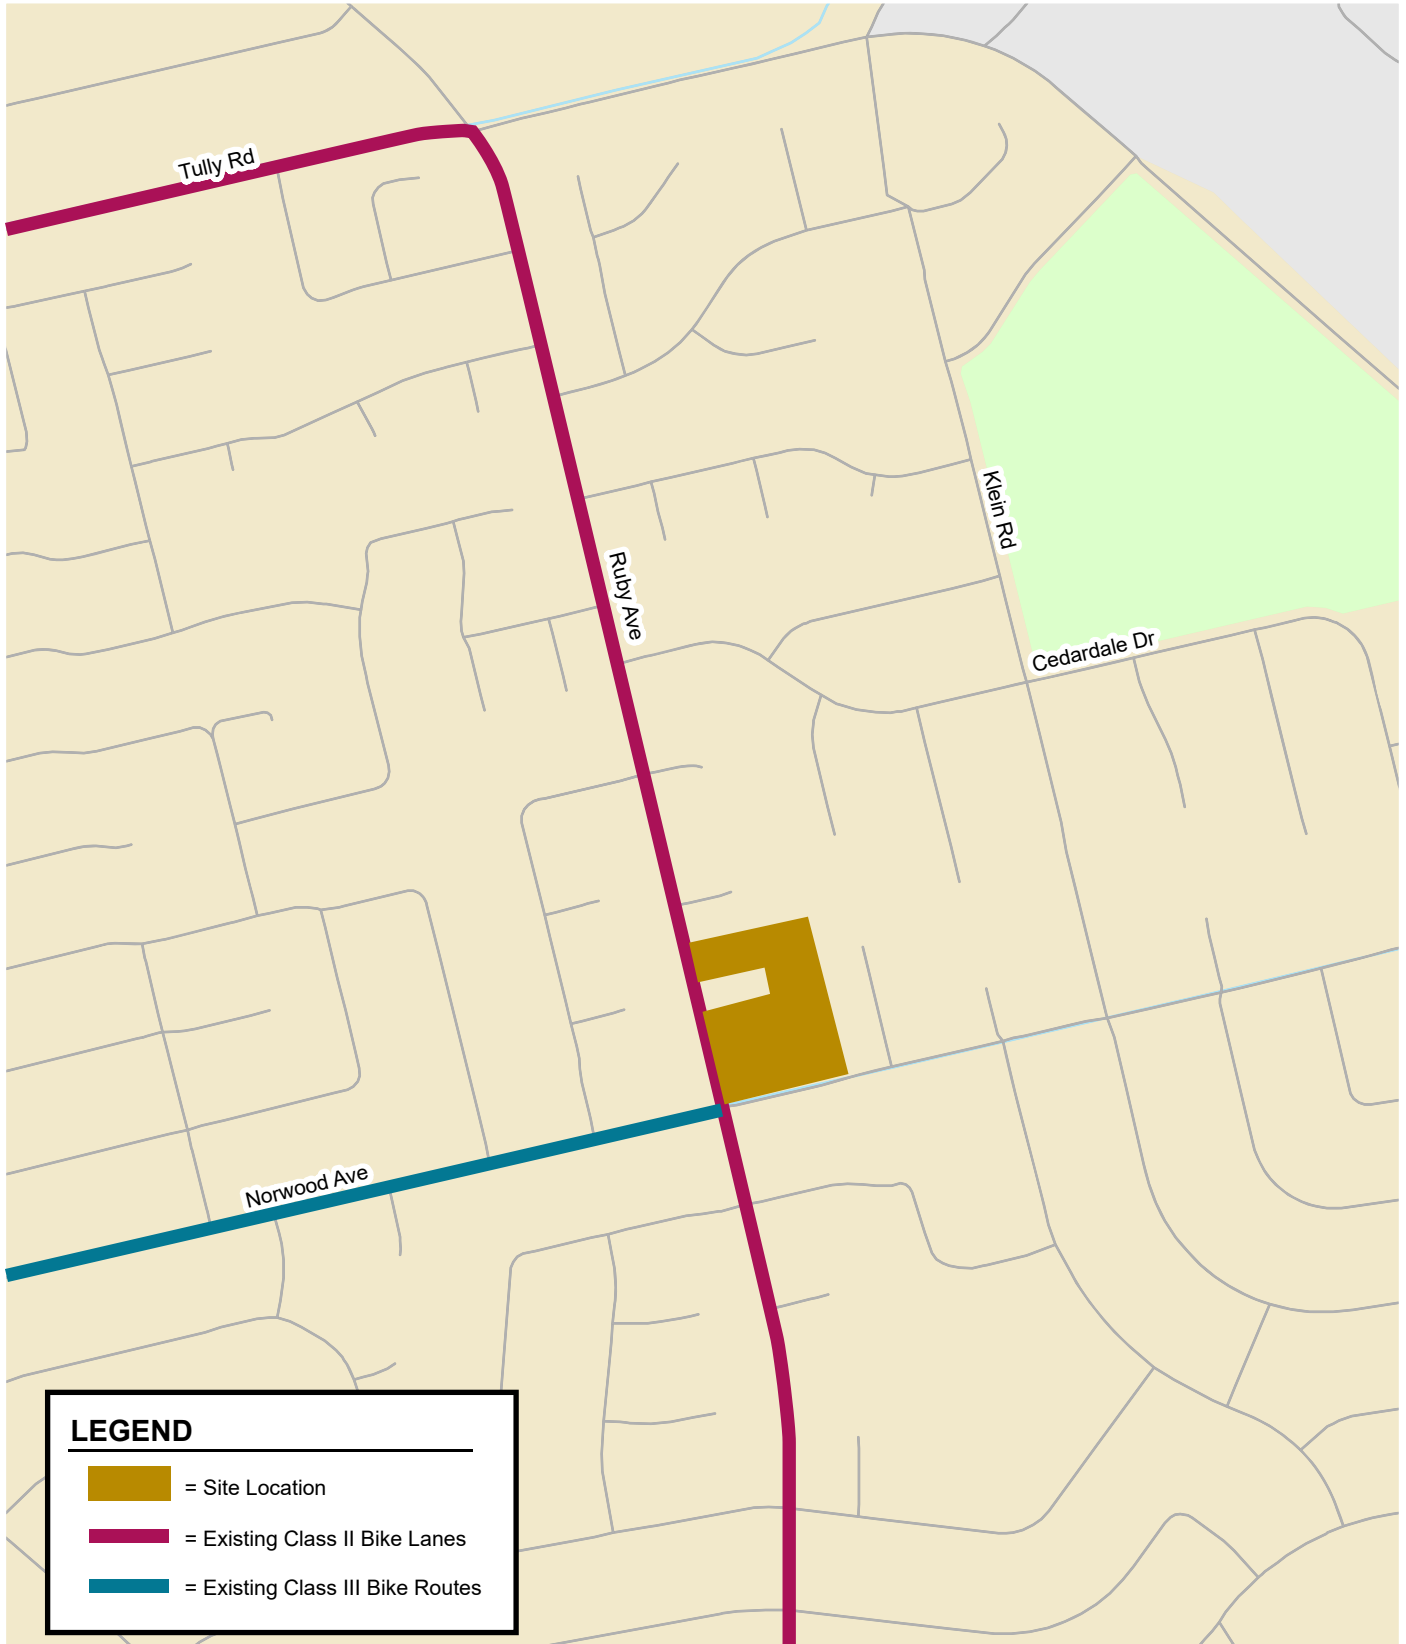 Tully Rd
Klein Rd
Ruby Ave
Cedardale Dr
Norwood Ave
LEGEND
= Site Location
= Existing Class II Bike Lanes
= Existing Class III Bike Routes